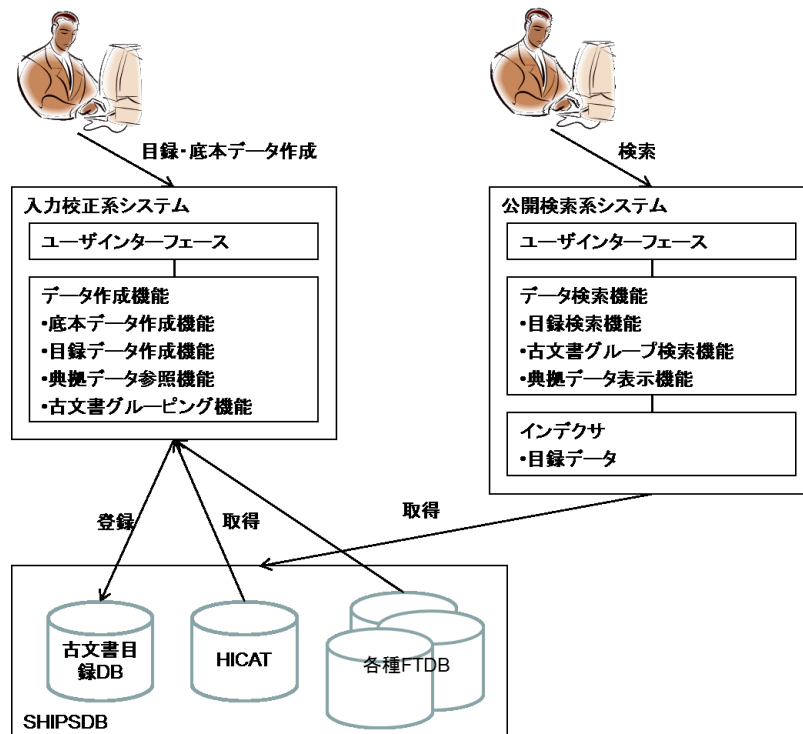 目録・底本データ作成
入力校正系システム
ユーザインターフェース
データ作成機能
・底本データ作成機能
・目録データ作成機能
・典拠データ参照機能
・古文書グルーピング機能
検索
公開検索系システム
ユーザインターフェース
データ検索機能
・目録検索機能
・古文書グループ検索機能
・典拠データ表示機能
インデクサ
・目録データ
登録
取得
取得
古文書目
録DB
HICAT
各種FTDB
SHIPSDB